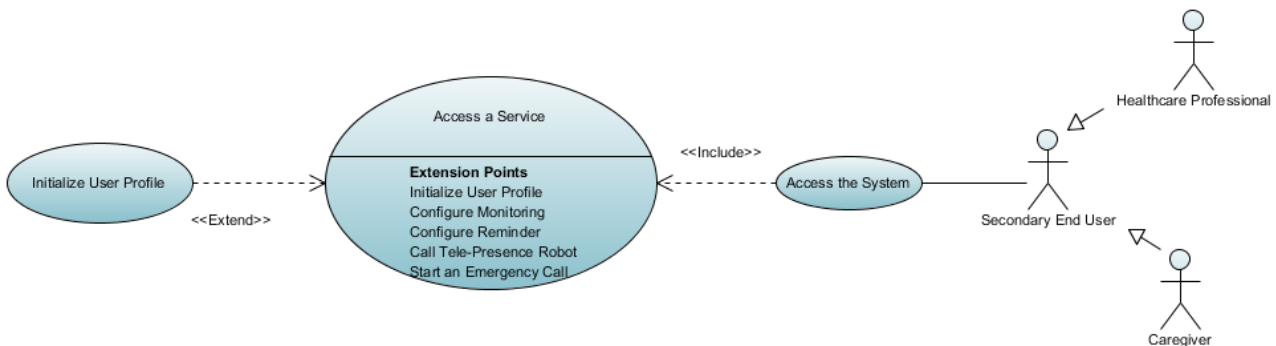 Healthcare Professional
Access a Service
<<Include>>
Extension Points
Initialize User Profile
Initialize User Profile
Access the System
Configure Monitoring
<<Extend>>
Configure Reminder
Secondary End User
Call Tele-Presence Robot
Start an Emergency Call
Caregiver